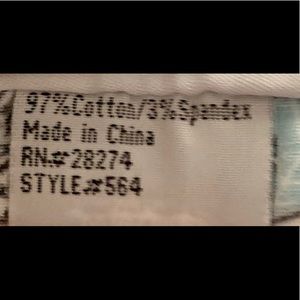 97%Cotton/3%Spandex
Made in China
RN#28274
STYLE#564